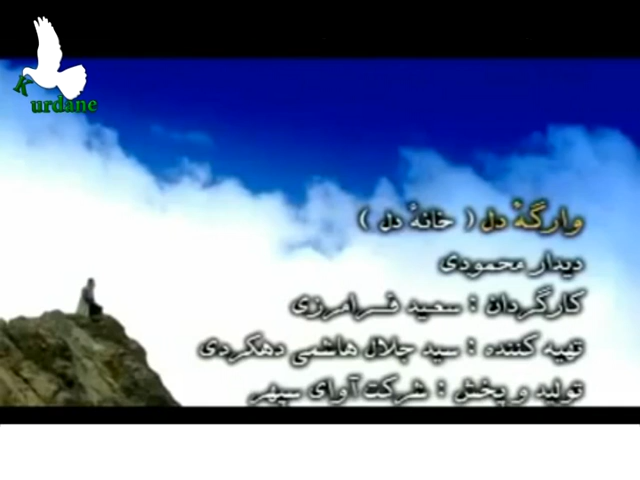 Kurdane
وارگهٔ دل ( خانهٔ دل )
دیدار محمودی
کارگردان : سعید فرامرزی
تهیه کننده : سید جلال هاشمی دهکردی
تولید و پخش : شرکت آوای سپهر